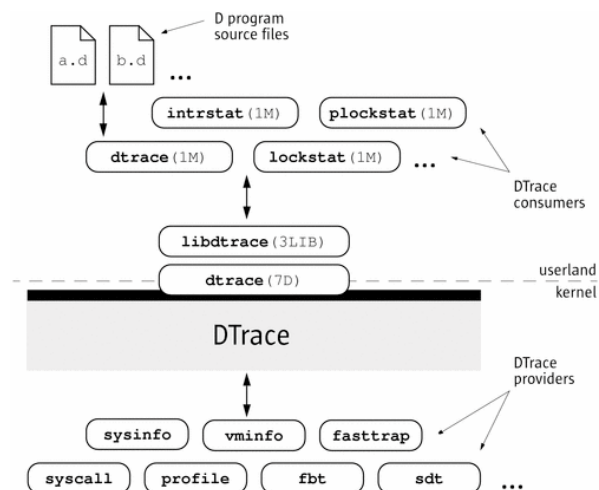 D program
source files
a.d b.d ...
intrstat(1M) plockstat(1M)
dtrace(1M) lockstat(1M) ...
DTrace
consumers
libdtrace(3LIB)
dtrace(7D)
userland
kernel
DTrace
DTrace
providers
sysinfo vminfo fasttrap
syscall profile fbt sdt ...